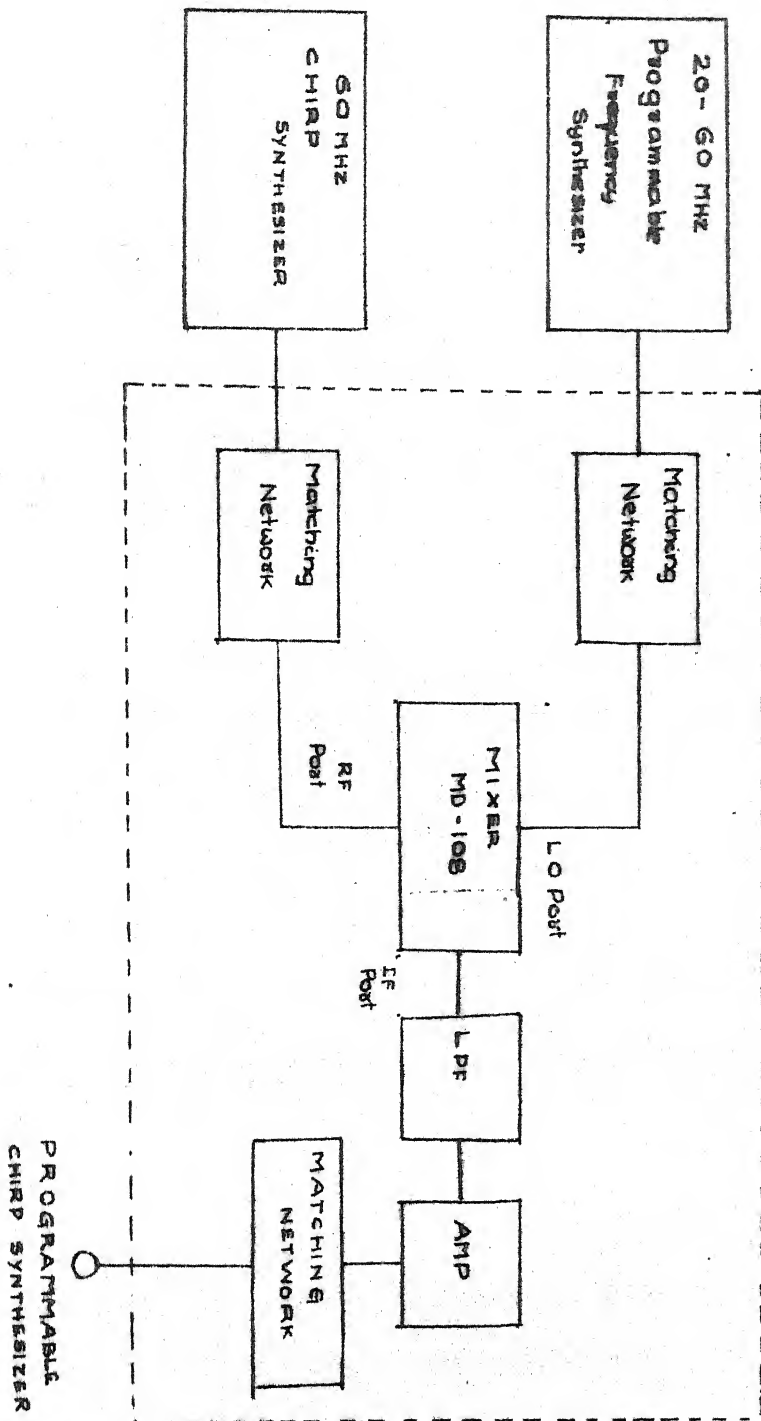 20-60 MHZ
Programmable
Frequency
Synthesizer
Matching
Network
LO Port
MIXER
MD-108
IF
Port
LPF
AMP
RF
Port
60 MHZ
CHIRP
SYNTHESIZER
Matching
Network
MATCHING
NETWORK
PROGRAMMABLE
CHIRP SYNTHESIZER